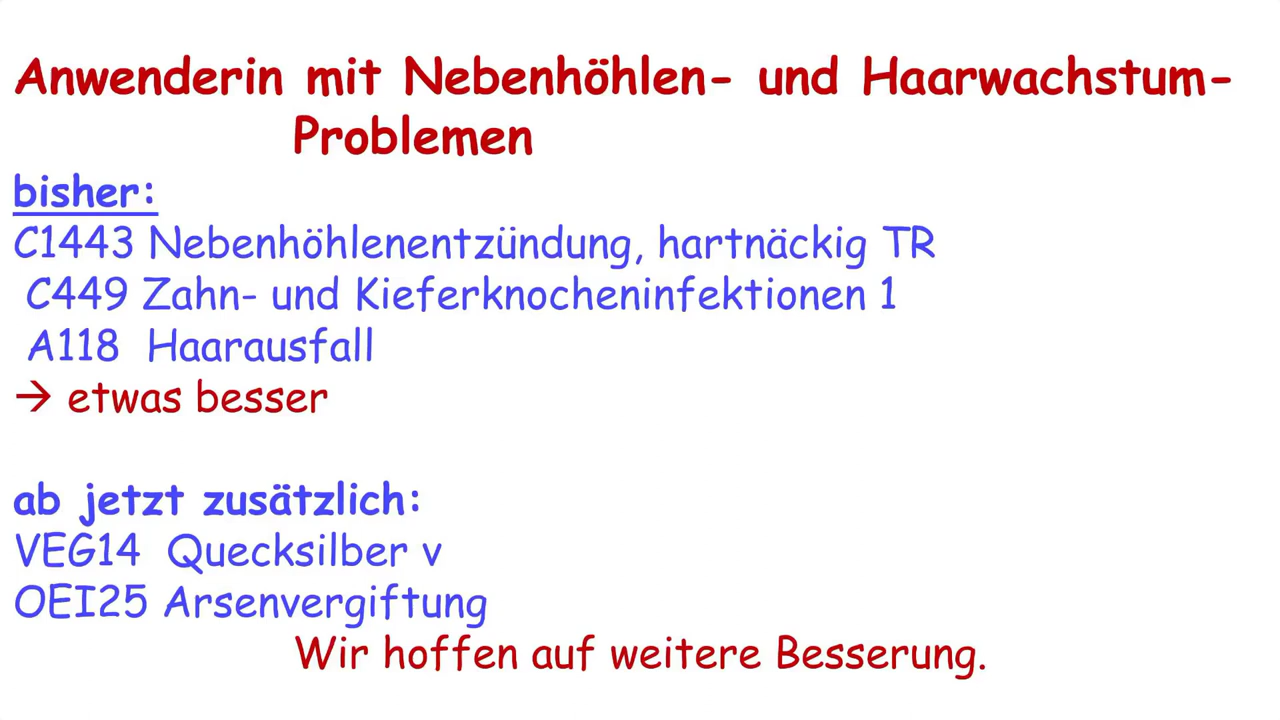 Anwenderin mit Nebenhöhlen- und Haarwachstum-
Problemen
bisher:
C1443 Nebenhöhlenentzündung, hartnäckig TR
C449 Zahn- und Kieferknocheninfektionen 1
A118 Haarausfall
→ etwas besser
ab jetzt zusätzlich:
VEG14 Quecksilber v
OEI25 Arsenvergiftung
Wir hoffen auf weitere Besserung.